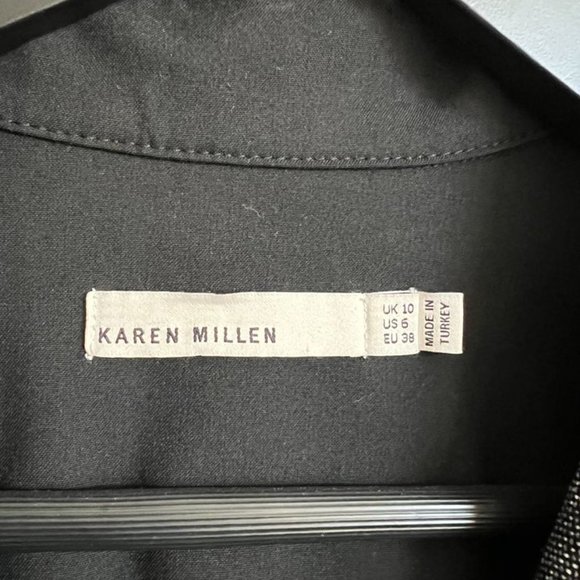 KAREN MILLEN
UK 10
US 6
EU 38
MADE IN
TURKEY